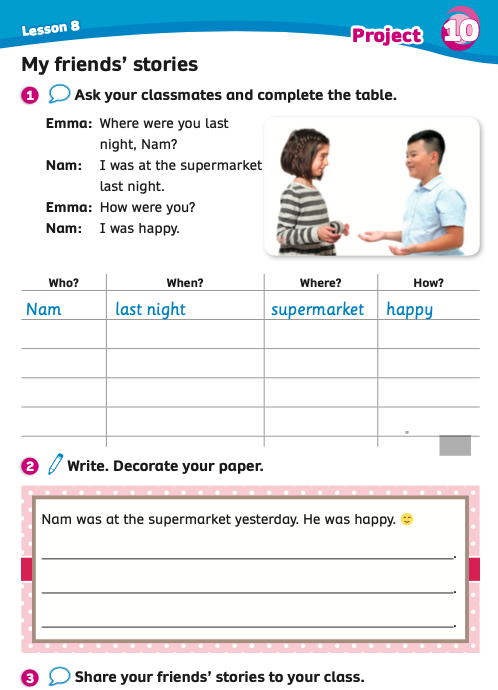 Lesson 8
Project 10
My friends’ stories
1 Ask your classmates and complete the table.
Emma: Where were you last
night, Nam?
Nam: I was at the supermarket
last night.
Emma: How were you?
Nam: I was happy.
Who? When? Where? How?
Nam last night supermarket happy
2 Write. Decorate your paper.
Nam was at the supermarket yesterday. He was happy. 😊
.
.
.
3 Share your friends’ stories to your class.